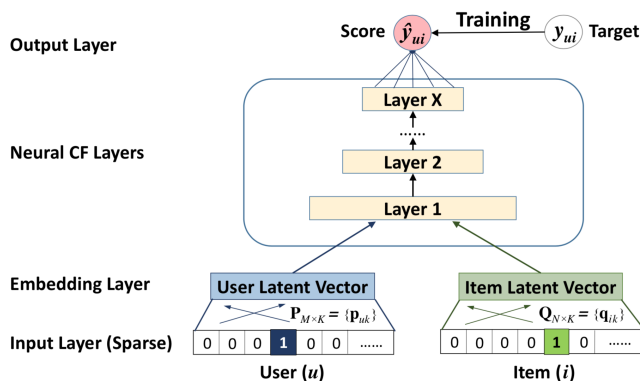 Output Layer
Score
ŷui
Training
yui
Target
Neural CF Layers
Layer X
......
Layer 2
Layer 1
Embedding Layer
User Latent Vector
Item Latent Vector
PM×K = {puk}
QN×K = {qik}
Input Layer (Sparse)
0 0 0 1 0 0 ......
0 0 0 0 1 0 ......
User (u)
Item (i)